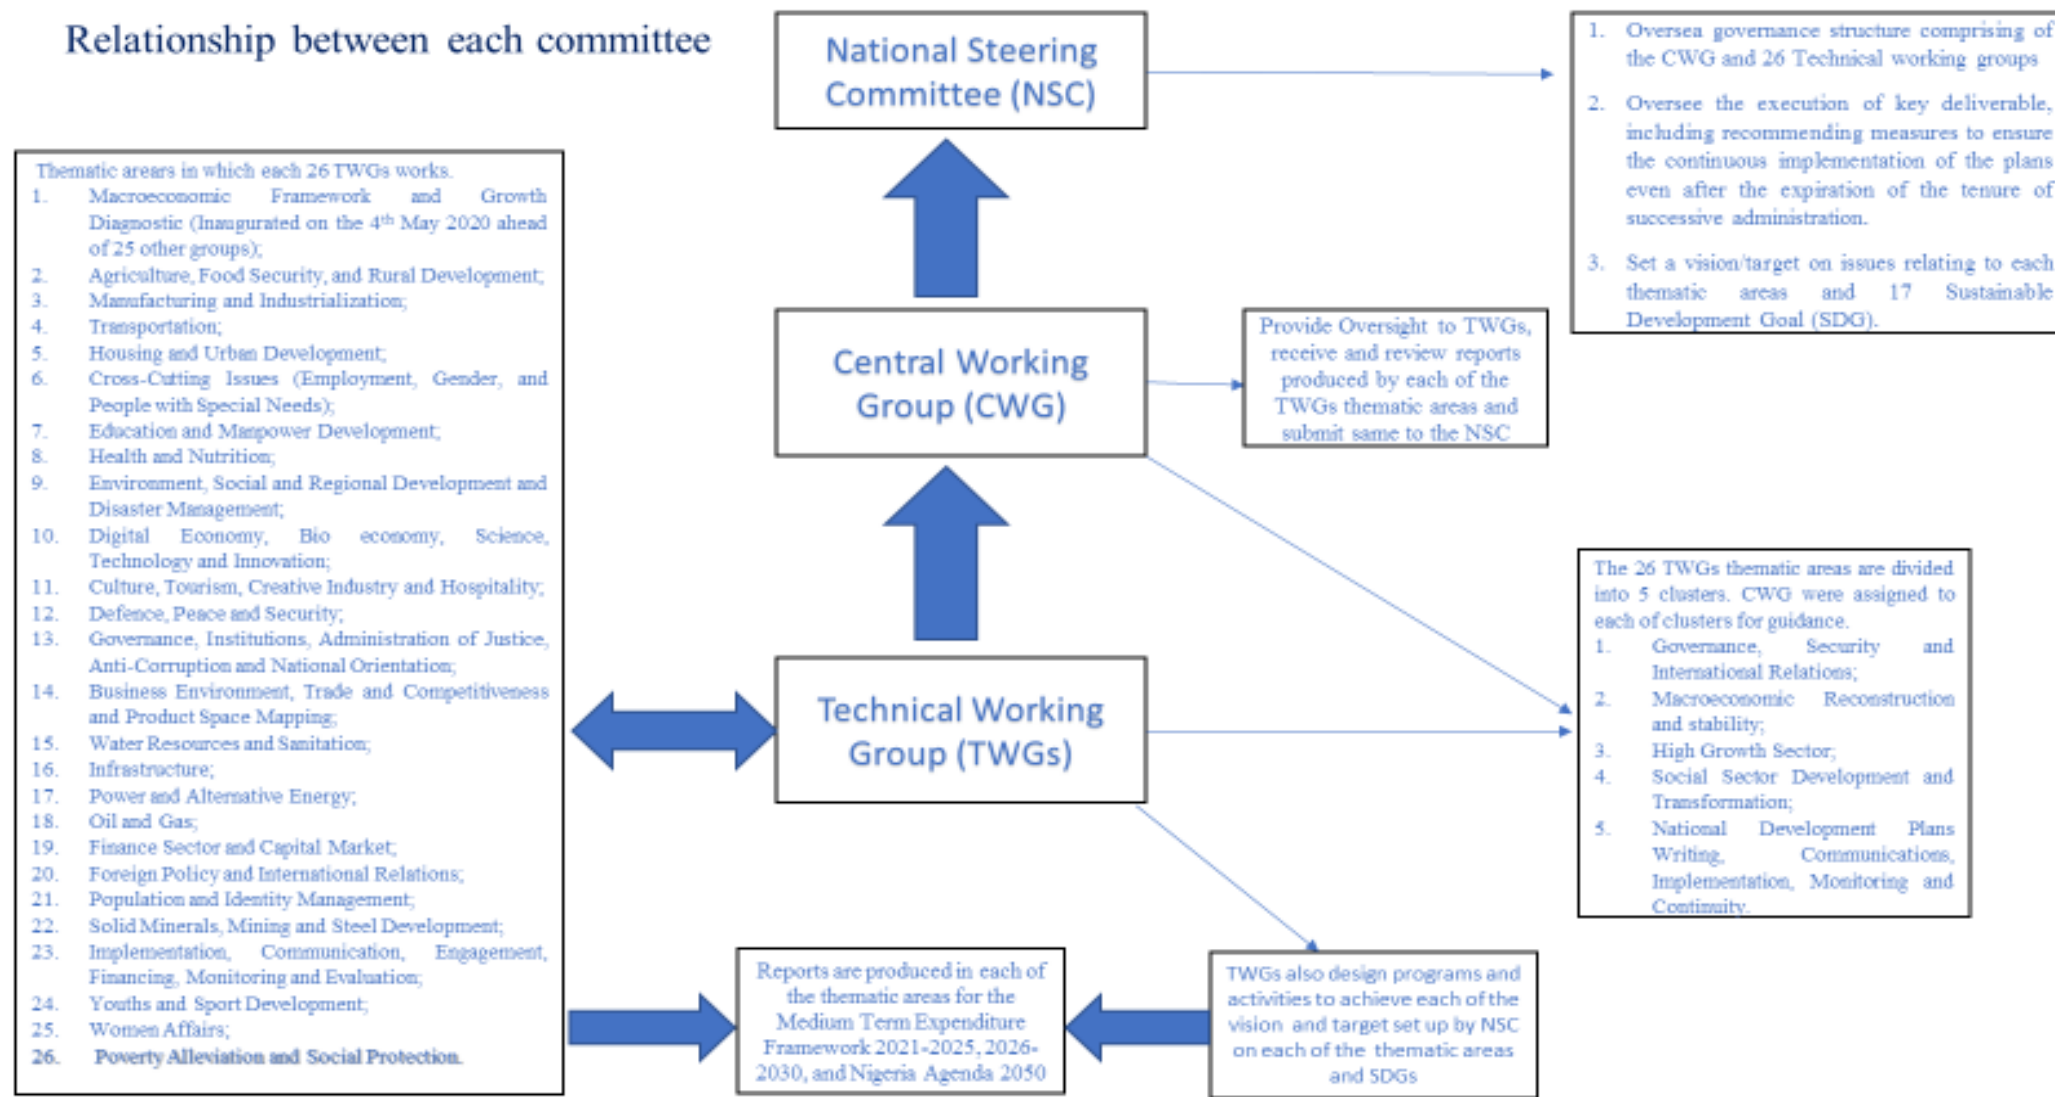 Relationship between each committee
National Steering
Committee (NSC)
1. Oversea governance structure comprising of
the CWG and 26 Technical working groups
2. Oversee the execution of key deliverable,
including recommending measures to ensure
the continuous implementation of the plans
even after the expiration of the tenure of
successive administration.
3. Set a vision/target on issues relating to each
thematic areas and 17 Sustainable
Development Goal (SDG).
Thematic arears in which each 26 TWGs works.
1. Macroeconomic Framework and Growth
Diagnostic (Inaugurated on the 4th May 2020 ahead
of 25 other groups);
2. Agriculture, Food Security, and Rural Development;
3. Manufacturing and Industrialization;
4. Transportation;
5. Housing and Urban Development;
6. Cross-Cutting Issues (Employment, Gender, and
People with Special Needs);
7. Education and Manpower Development;
8. Health and Nutrition;
9. Environment, Social and Regional Development and
Disaster Management;
10. Digital Economy, Bio economy, Science,
Technology and Innovation;
11. Culture, Tourism, Creative Industry and Hospitality;
12. Defence, Peace and Security;
13. Governance, Institutions, Administration of Justice,
Anti-Corruption and National Orientation;
14. Business Environment, Trade and Competitiveness
and Product Space Mapping;
15. Water Resources and Sanitation;
16. Infrastructure;
17. Power and Alternative Energy;
18. Oil and Gas;
19. Finance Sector and Capital Market;
20. Foreign Policy and International Relations;
21. Population and Identity Management;
22. Solid Minerals, Mining and Steel Development;
23. Implementation, Communication, Engagement,
Financing, Monitoring and Evaluation;
24. Youths and Sport Development;
25. Women Affairs;
26. Poverty Alleviation and Social Protection.
Central Working
Group (CWG)
Provide Oversight to TWGs,
receive and review reports
produced by each of the
TWGs thematic areas and
submit same to the NSC
Technical Working
Group (TWGs)
The 26 TWGs thematic areas are divided
into 5 clusters. CWG were assigned to
each of clusters for guidance.
1. Governance, Security and
International Relations;
2. Macroeconomic Reconstruction
and stability;
3. High Growth Sector;
4. Social Sector Development and
Transformation;
5. National Development Plans
Writing, Communications,
Implementation, Monitoring and
Continuity.
Reports are produced in each of
the thematic areas for the
Medium Term Expenditure
Framework 2021-2025, 2026-
2030, and Nigeria Agenda 2050
TWGs also design programs and
activities to achieve each of the
vision and target set up by NSC
on each of the thematic areas
and SDGs